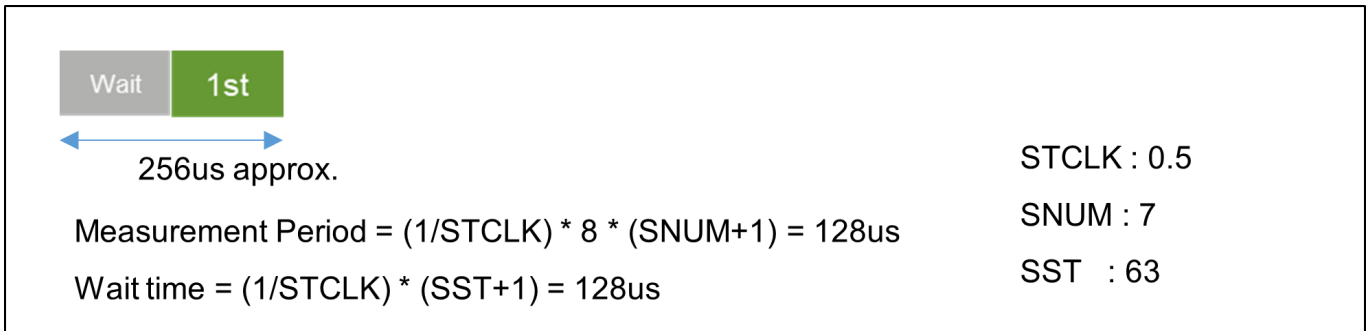 Wait 1st
256us approx.
Measurement Period = (1/STCLK) * 8 * (SNUM+1) = 128us
Wait time = (1/STCLK) * (SST+1) = 128us
STCLK : 0.5
SNUM : 7
SST : 63